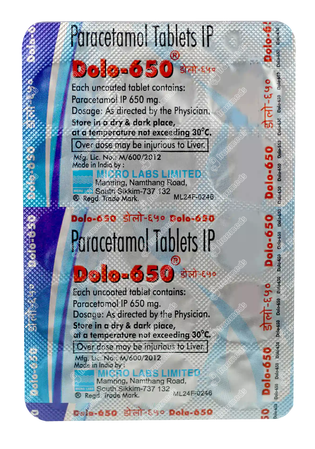 Paracetamol Tablets IP
Dolo-650®
डोलो-६५०
Each uncoated tablet contains:
Paracetamol IP 650 mg.
Dosage: As directed by the Physician.
Store in a dry & dark place,
at a temperature not exceeding 30°C.
Over dose may be injurious to Liver.
Mfg. Lic. No.: M/600/2012
Made in India by :
MICRO LABS LIMITED
Mamring, Namthang Road,
South Sikkim-737 132
® Regd. Trade Mark. ML24F-0246
Dolo-650 डोलो-६५० Dolo-650
Paracetamol Tablets IP
Dolo-650®
Each uncoated tablet contains:
Paracetamol IP 650 mg.
Dosage: As directed by the Physician.
Store in a dry & dark place,
at a temperature not exceeding 30°C.
Over dose may be injurious to Liver.
Mfg. Lic. No.: M/600/2012
Made in India by :
MICRO LABS LIMITED
Mamring, Namthang Road,
South Sikkim-737 132
® Regd. Trade Mark. ML24F-0246
Dolo-650 डोलो-६५० Dolo-650